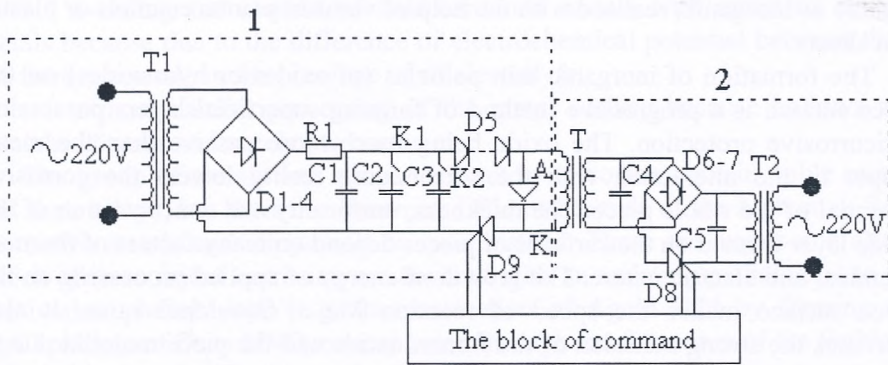 1
2
T1
220V
R1
K1
D5
C1
C2
C3
K2
D1-4
A
K
D9
T
C4
D6-7
T2
C5
D8
220V
The block of command